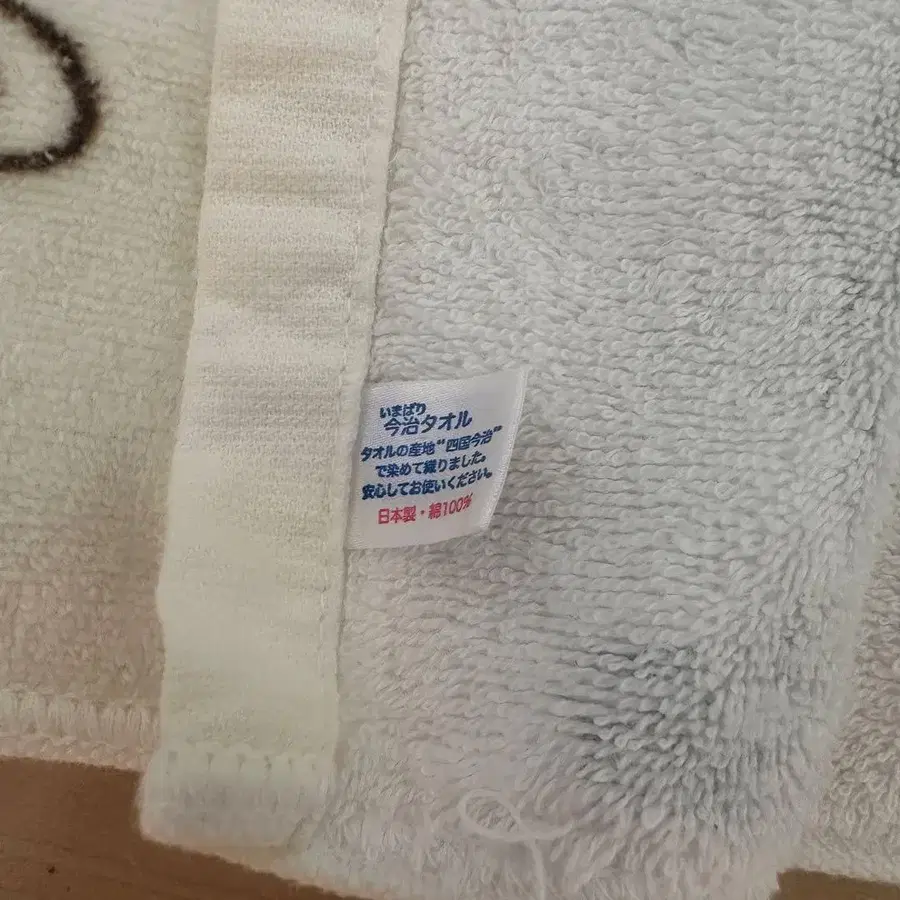 いまばり
今治タオル
タオルの産地“四国今治”
で染めて織りました。
安心してお使いください。
日本製・綿100%